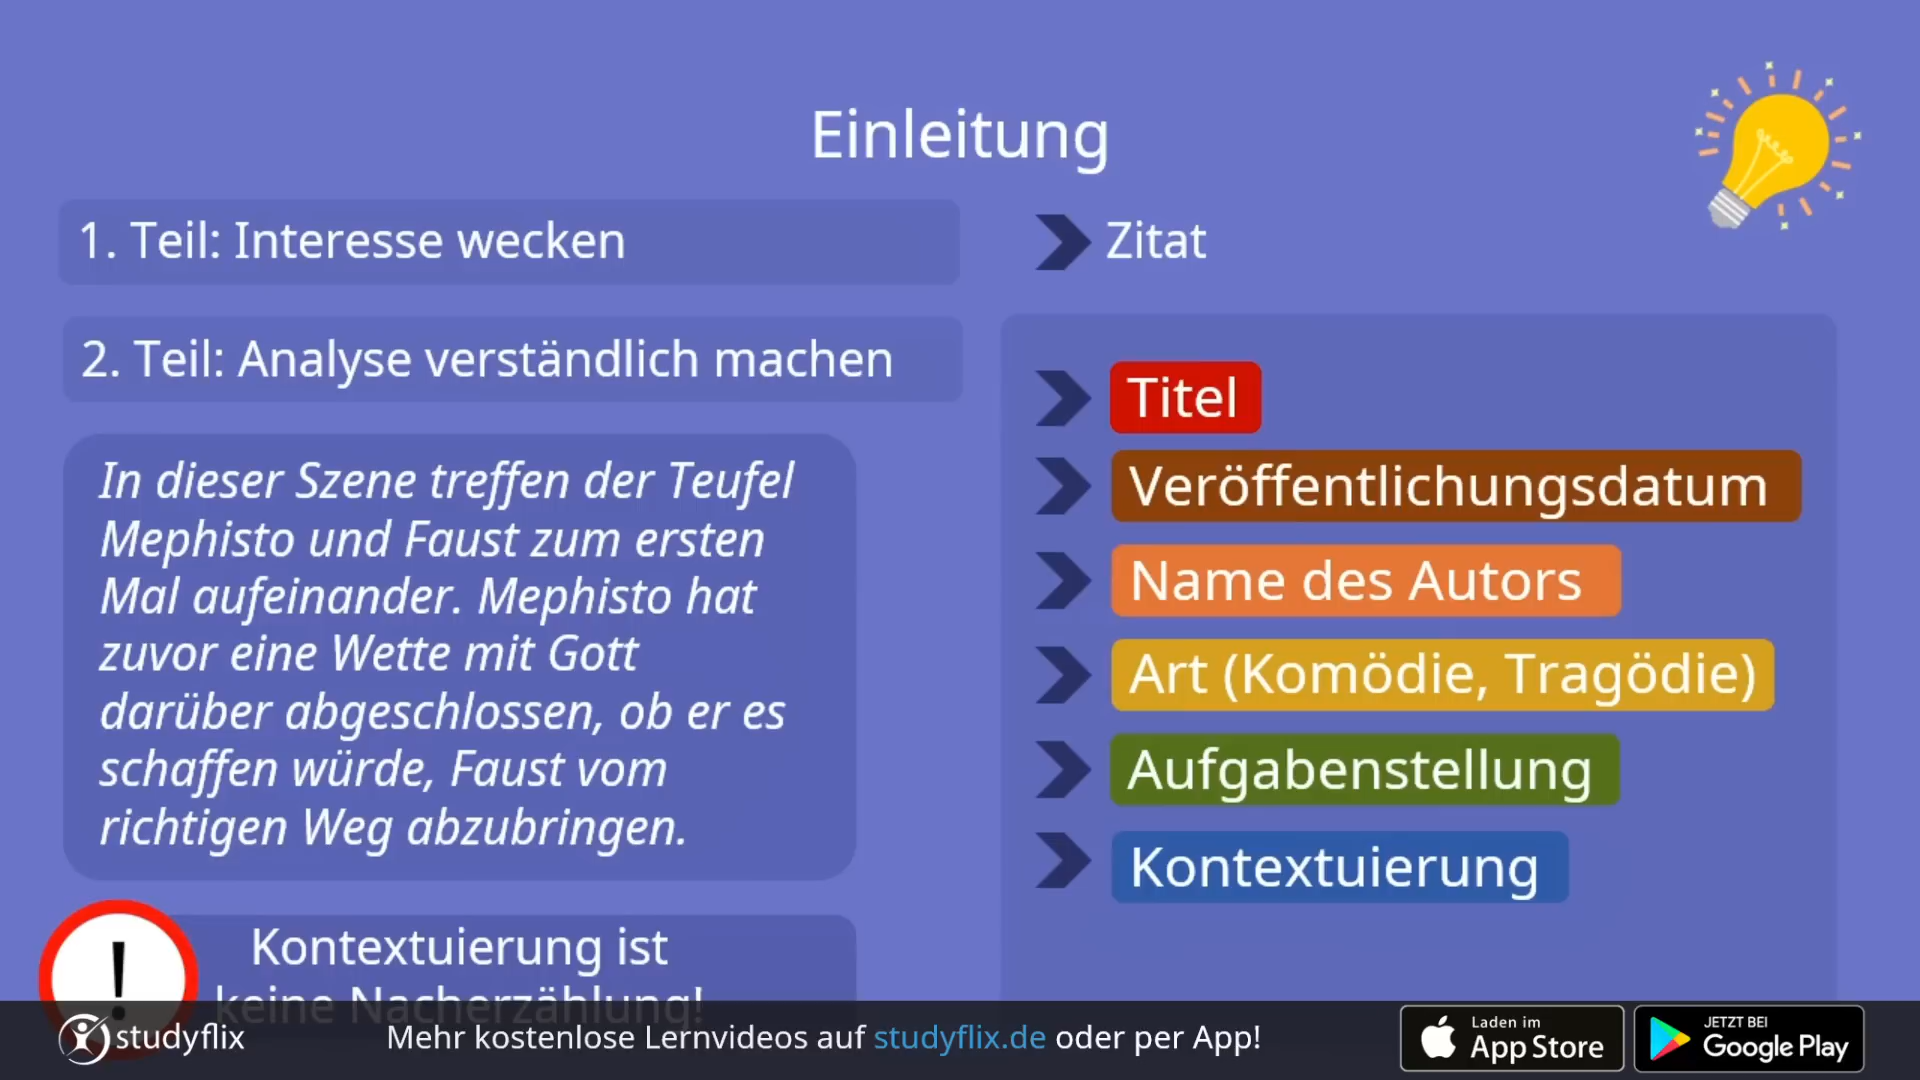 Einleitung
1. Teil: Interesse wecken
Zitat
2. Teil: Analyse verständlich machen
In dieser Szene treffen der Teufel
Mephisto und Faust zum ersten
Mal aufeinander. Mephisto hat
zuvor eine Wette mit Gott
darüber abgeschlossen, ob er es
schaffen würde, Faust vom
richtigen Weg abzubringen.
Titel
Veröffentlichungsdatum
Name des Autors
Art (Komödie, Tragödie)
Aufgabenstellung
Kontextuierung
!
Kontextuierung ist
keine Nacherzählung!
studyflix
Mehr kostenlose Lernvideos auf studyflix.de oder per App!
Laden im
App Store
JETZT BEI
Google Play